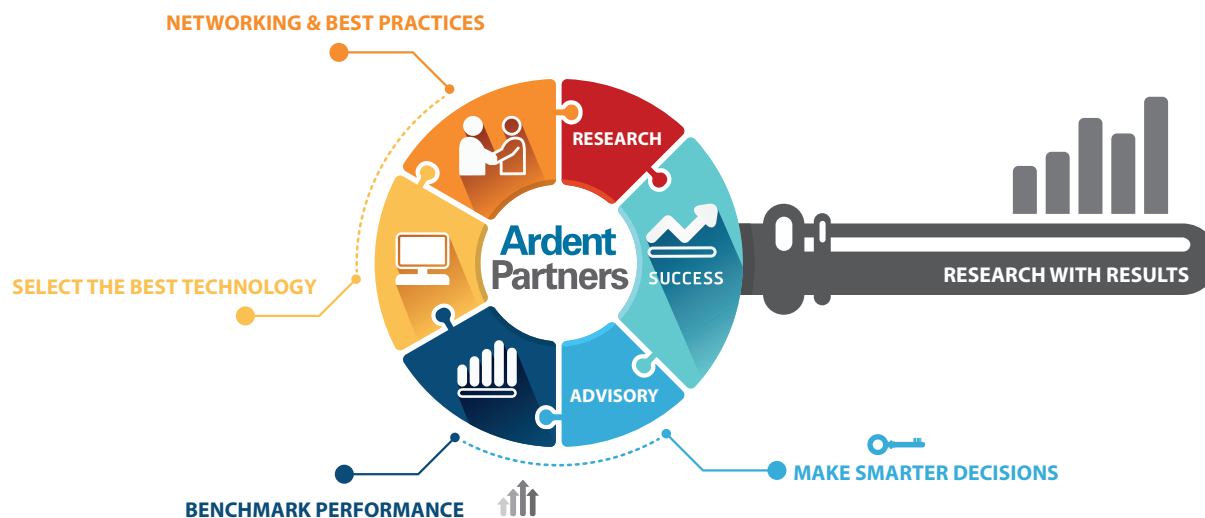 NETWORKING & BEST PRACTICES
RESEARCH
Ardent
Partners
SUCCESS
RESEARCH WITH RESULTS
SELECT THE BEST TECHNOLOGY
ADVISORY
MAKE SMARTER DECISIONS
BENCHMARK PERFORMANCE